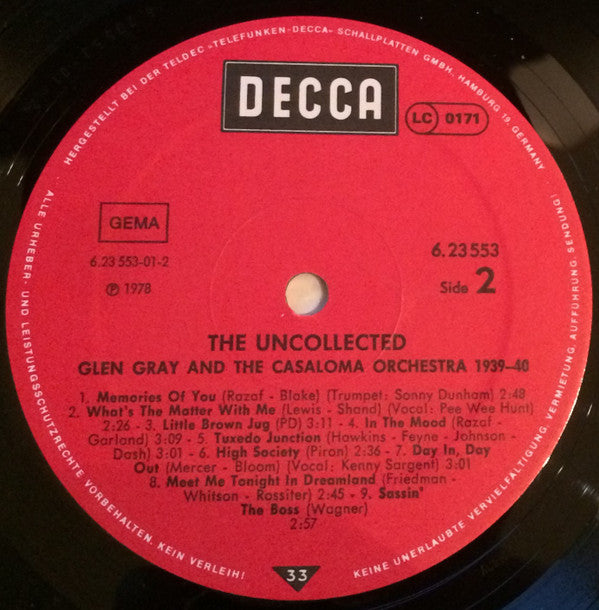 HERGESTELLT BEI DER TELDEC »TELEFUNKEN-DECCA« SCHALLPLATTEN GMBH, HAMBURG 19, GERMANY
DECCA
LC 0171
GEMA
6.23 553-01-2
℗ 1978
6.23 553
Side 2
THE UNCOLLECTED
GLEN GRAY AND THE CASALOMA ORCHESTRA 1939-40
1. Memories Of You (Razaf - Blake) (Trumpet: Sonny Dunham) 2:48
2. What's The Matter With Me (Lewis - Shand) (Vocal: Pee Wee Hunt)
2:26 - 3. Little Brown Jug (PD) 3:11 - 4. In The Mood (Razaf -
Garland) 3:09 - 5. Tuxedo Junction (Hawkins - Feyne - Johnson -
Dash) 3:01 - 6. High Society (Piron) 2:36 - 7. Day In, Day
Out (Mercer - Bloom) (Vocal: Kenny Sargent) 3:01
8. Meet Me Tonight In Dreamland (Friedman -
Whitson - Rossiter) 2:45 - 9. Sassin'
The Boss (Wagner)
2:57
33
ALLE URHEBER- UND LEISTUNGSSCHUTZRECHTE VORBEHALTEN. KEIN VERLEIH!
KEINE UNERLAUBTE VERVIELFÄLTIGUNG, VERMIETUNG, AUFFÜHRUNG, SENDUNG!